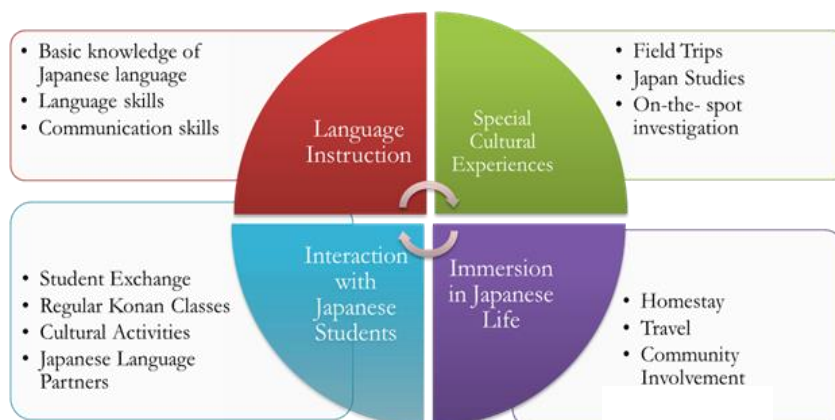 • Basic knowledge of
Japanese language
• Language skills
• Communication skills
Language
Instruction
Special
Cultural
Experiences
• Field Trips
• Japan Studies
• On-the- spot
investigation
• Student Exchange
• Regular Konan Classes
• Cultural Activities
• Japanese Language
Partners
Interaction
with
Japanese
Students
Immersion
in Japanese
Life
• Homestay
• Travel
• Community
Involvement